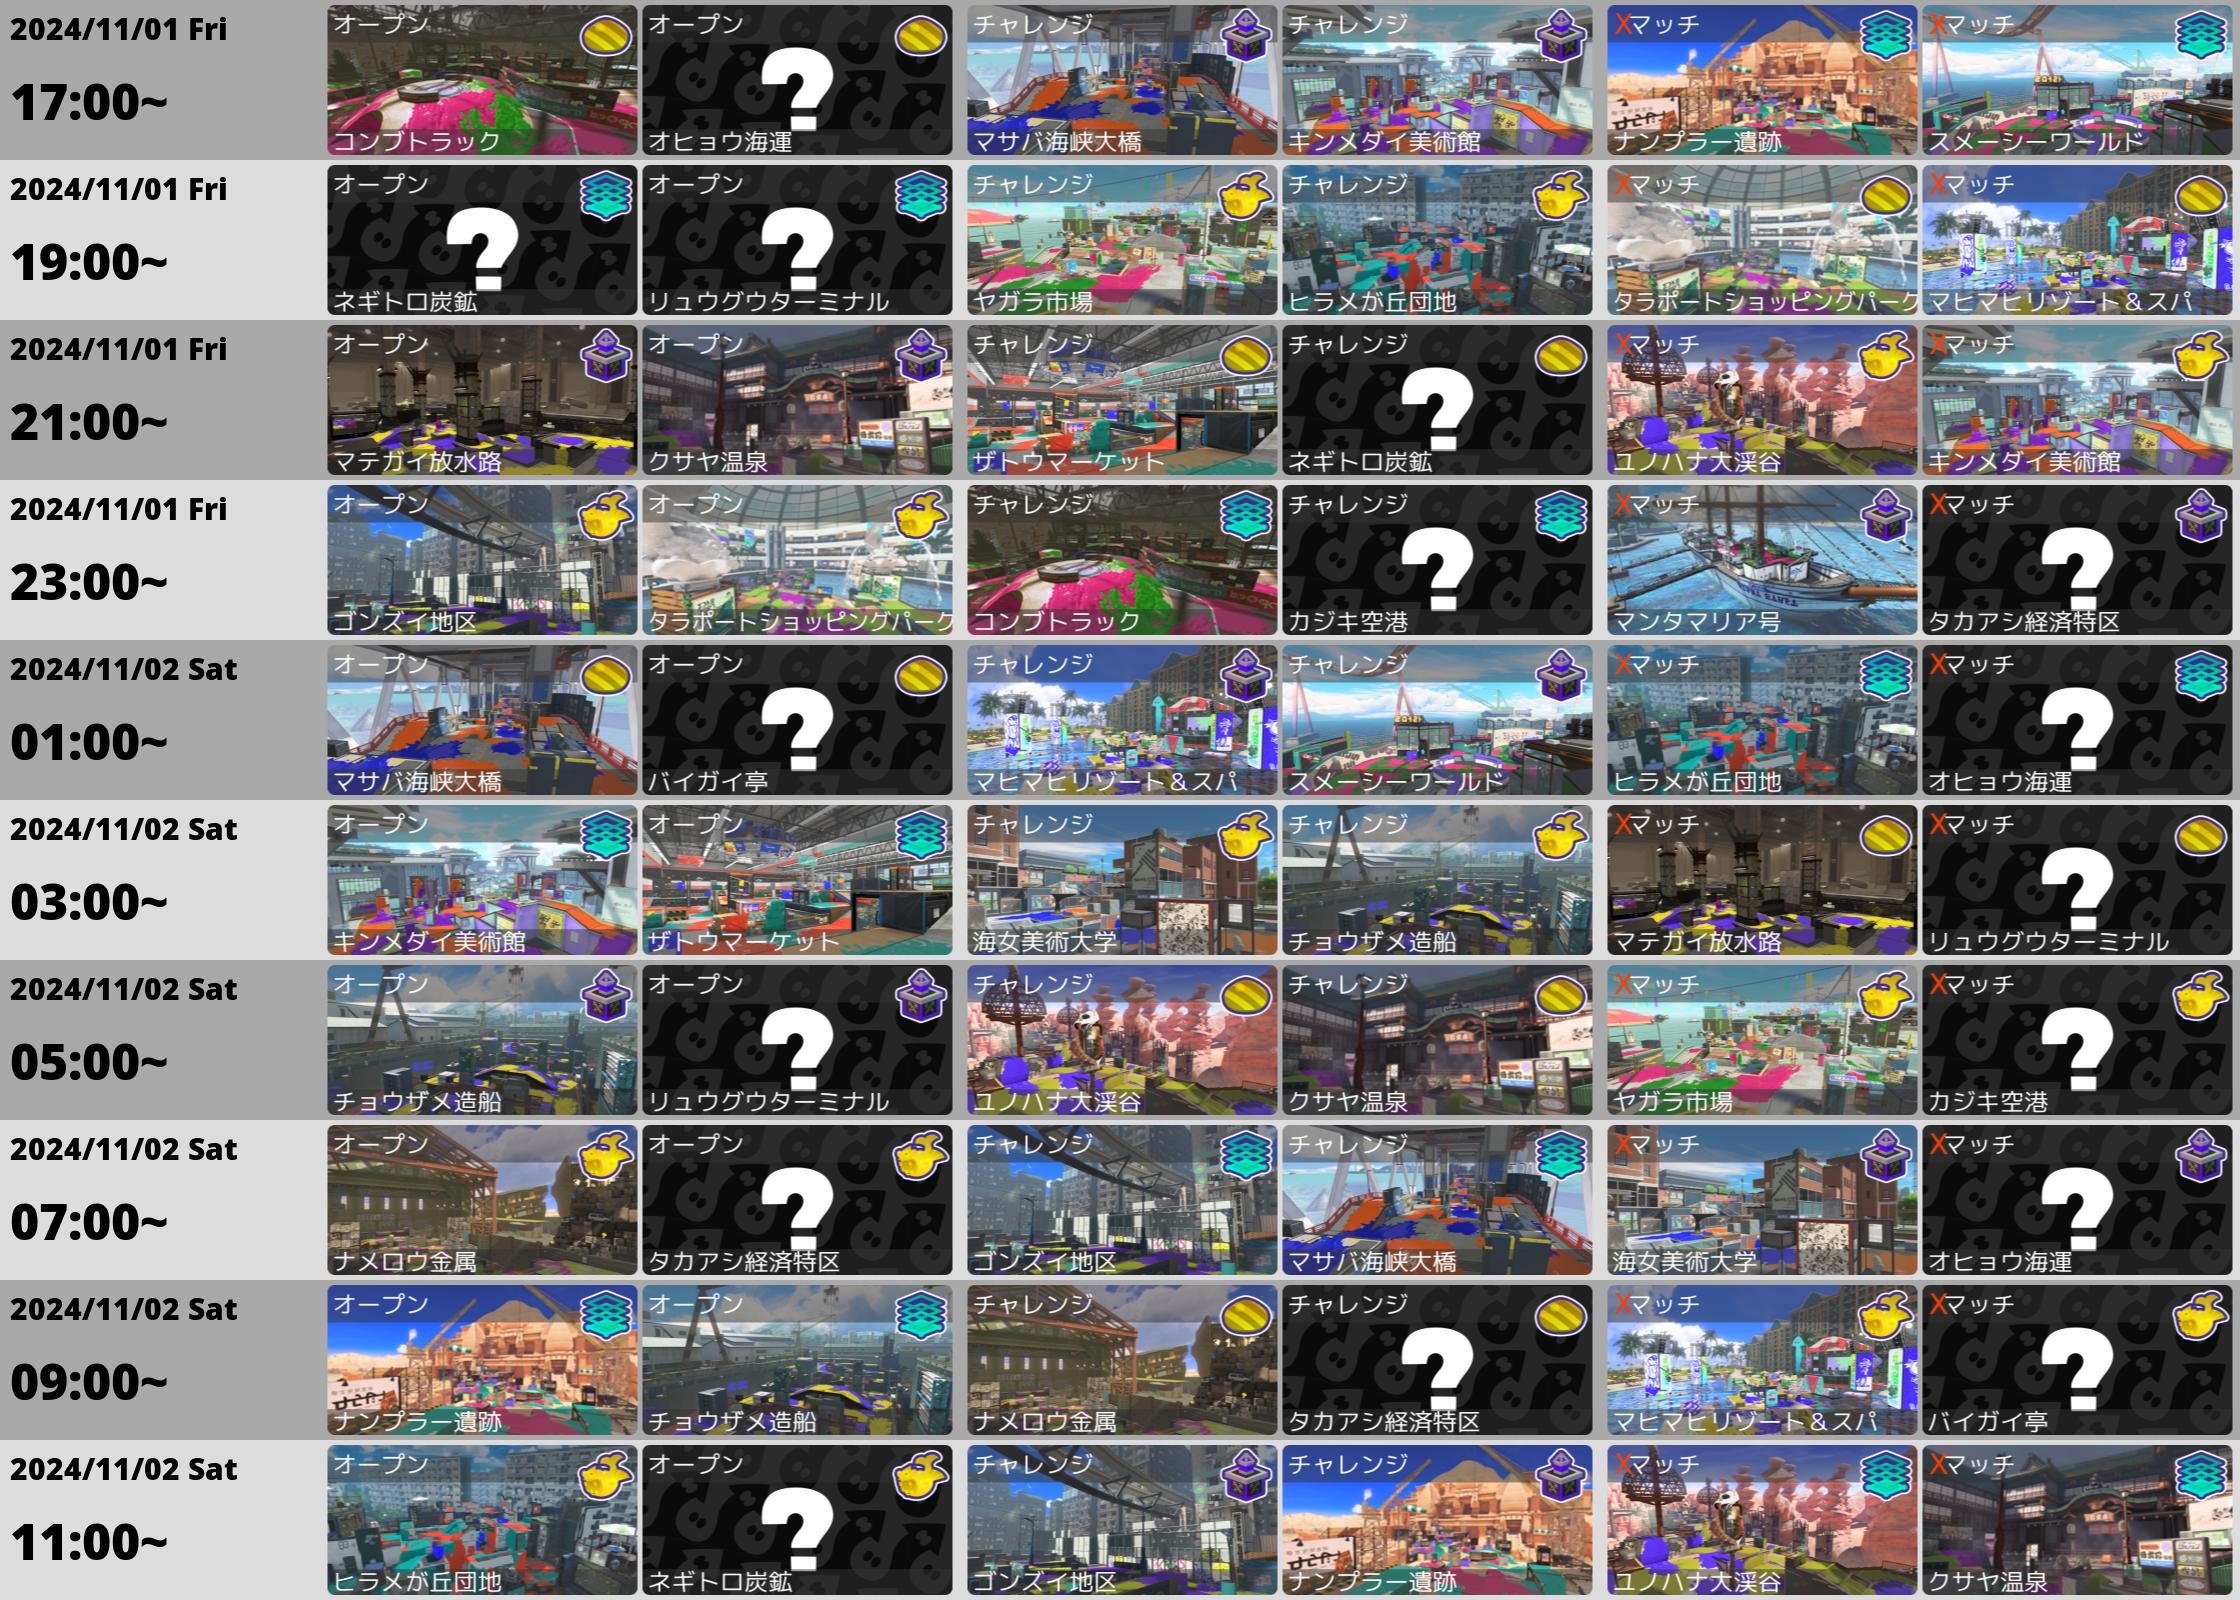 2024/11/01 Fri
17:00~
オープン
コンブトラック
オープン
オヒョウ海運
チャレンジ
マサバ海峡大橋
チャレンジ
キンメダイ美術館
Xマッチ
ナンプラー遺跡
Xマッチ
スメーシーワールド
2024/11/01 Fri
19:00~
オープン
ネギトロ炭鉱
オープン
リュウグウターミナル
チャレンジ
ヤガラ市場
チャレンジ
ヒラメが丘団地
Xマッチ
タラポートショッピングパーク
Xマッチ
マヒマヒリゾート＆スパ
2024/11/01 Fri
21:00~
オープン
マテガイ放水路
オープン
クサヤ温泉
チャレンジ
ザトウマーケット
チャレンジ
ネギトロ炭鉱
Xマッチ
ユノハナ大渓谷
Xマッチ
キンメダイ美術館
2024/11/01 Fri
23:00~
オープン
ゴンズイ地区
オープン
タラポートショッピングパーク
チャレンジ
コンブトラック
チャレンジ
カジキ空港
Xマッチ
マンタマリア号
Xマッチ
タカアシ経済特区
2024/11/02 Sat
01:00~
オープン
マサバ海峡大橋
オープン
バイガイ亭
チャレンジ
マヒマヒリゾート＆スパ
チャレンジ
スメーシーワールド
Xマッチ
ヒラメが丘団地
Xマッチ
オヒョウ海運
2024/11/02 Sat
03:00~
オープン
キンメダイ美術館
オープン
ザトウマーケット
チャレンジ
海女美術大学
チャレンジ
チョウザメ造船
Xマッチ
マテガイ放水路
Xマッチ
リュウグウターミナル
2024/11/02 Sat
05:00~
オープン
チョウザメ造船
オープン
リュウグウターミナル
チャレンジ
ユノハナ大渓谷
チャレンジ
クサヤ温泉
Xマッチ
ヤガラ市場
Xマッチ
カジキ空港
2024/11/02 Sat
07:00~
オープン
ナメロウ金属
オープン
タカアシ経済特区
チャレンジ
ゴンズイ地区
チャレンジ
マサバ海峡大橋
Xマッチ
海女美術大学
Xマッチ
オヒョウ海運
2024/11/02 Sat
09:00~
オープン
ナンプラー遺跡
オープン
チョウザメ造船
チャレンジ
ナメロウ金属
チャレンジ
タカアシ経済特区
Xマッチ
マヒマヒリゾート＆スパ
Xマッチ
バイガイ亭
2024/11/02 Sat
11:00~
オープン
ヒラメが丘団地
オープン
ネギトロ炭鉱
チャレンジ
ゴンズイ地区
チャレンジ
ナンプラー遺跡
Xマッチ
ユノハナ大渓谷
Xマッチ
クサヤ温泉